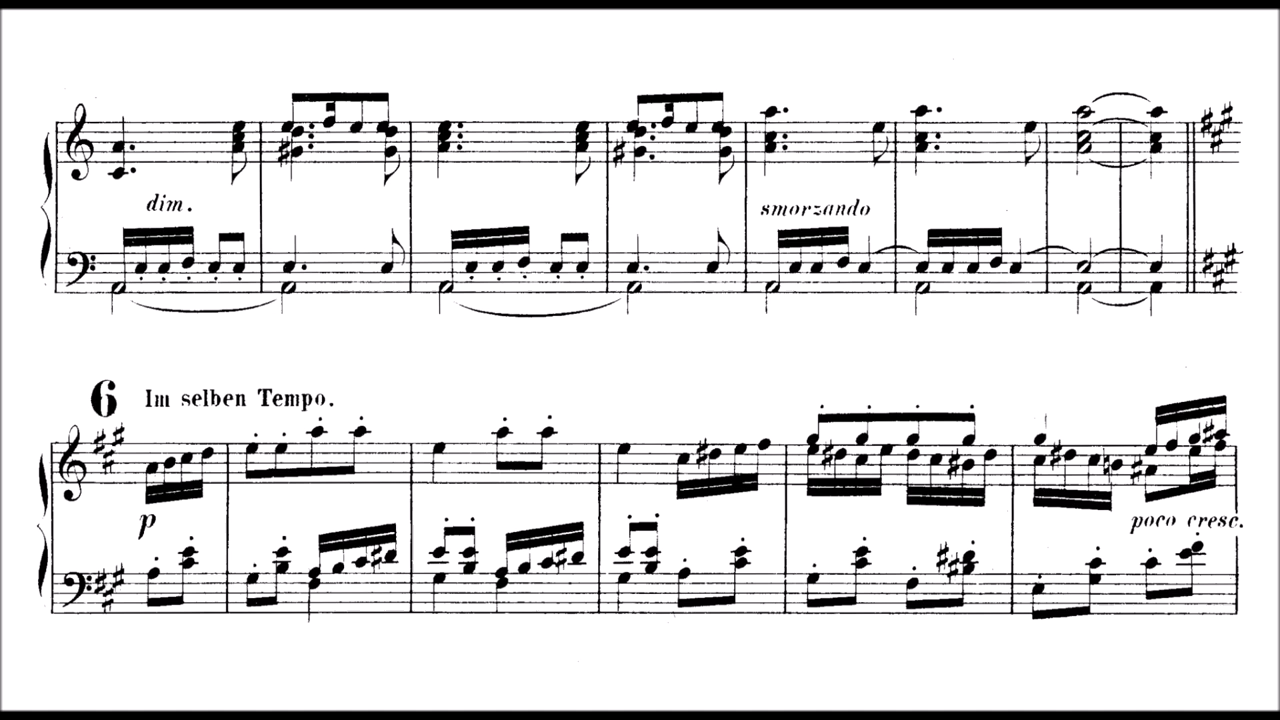 dim.
smorzando
6 Im selben Tempo.
p
poco cresc.